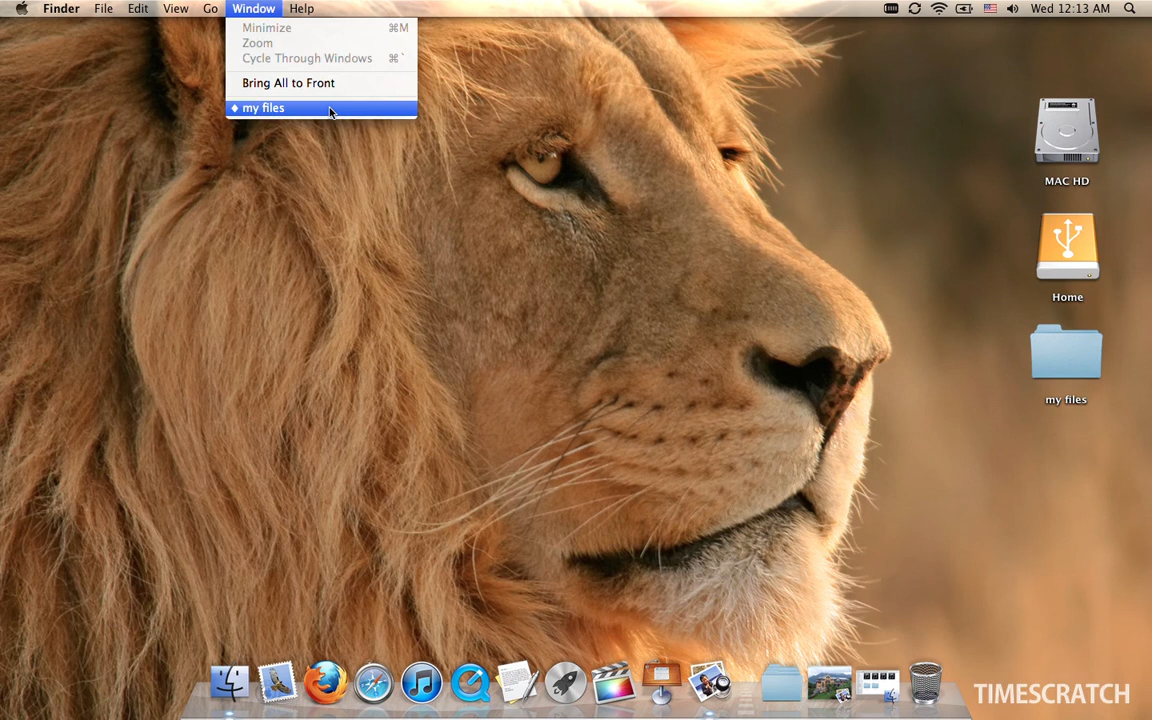 Finder File Edit View Go Window Help Wed 12:13 AM
Minimize ⌘M
Zoom
Cycle Through Windows ⌘`
Bring All to Front
my files
MAC HD
Home
my files
TIMESCRATCH